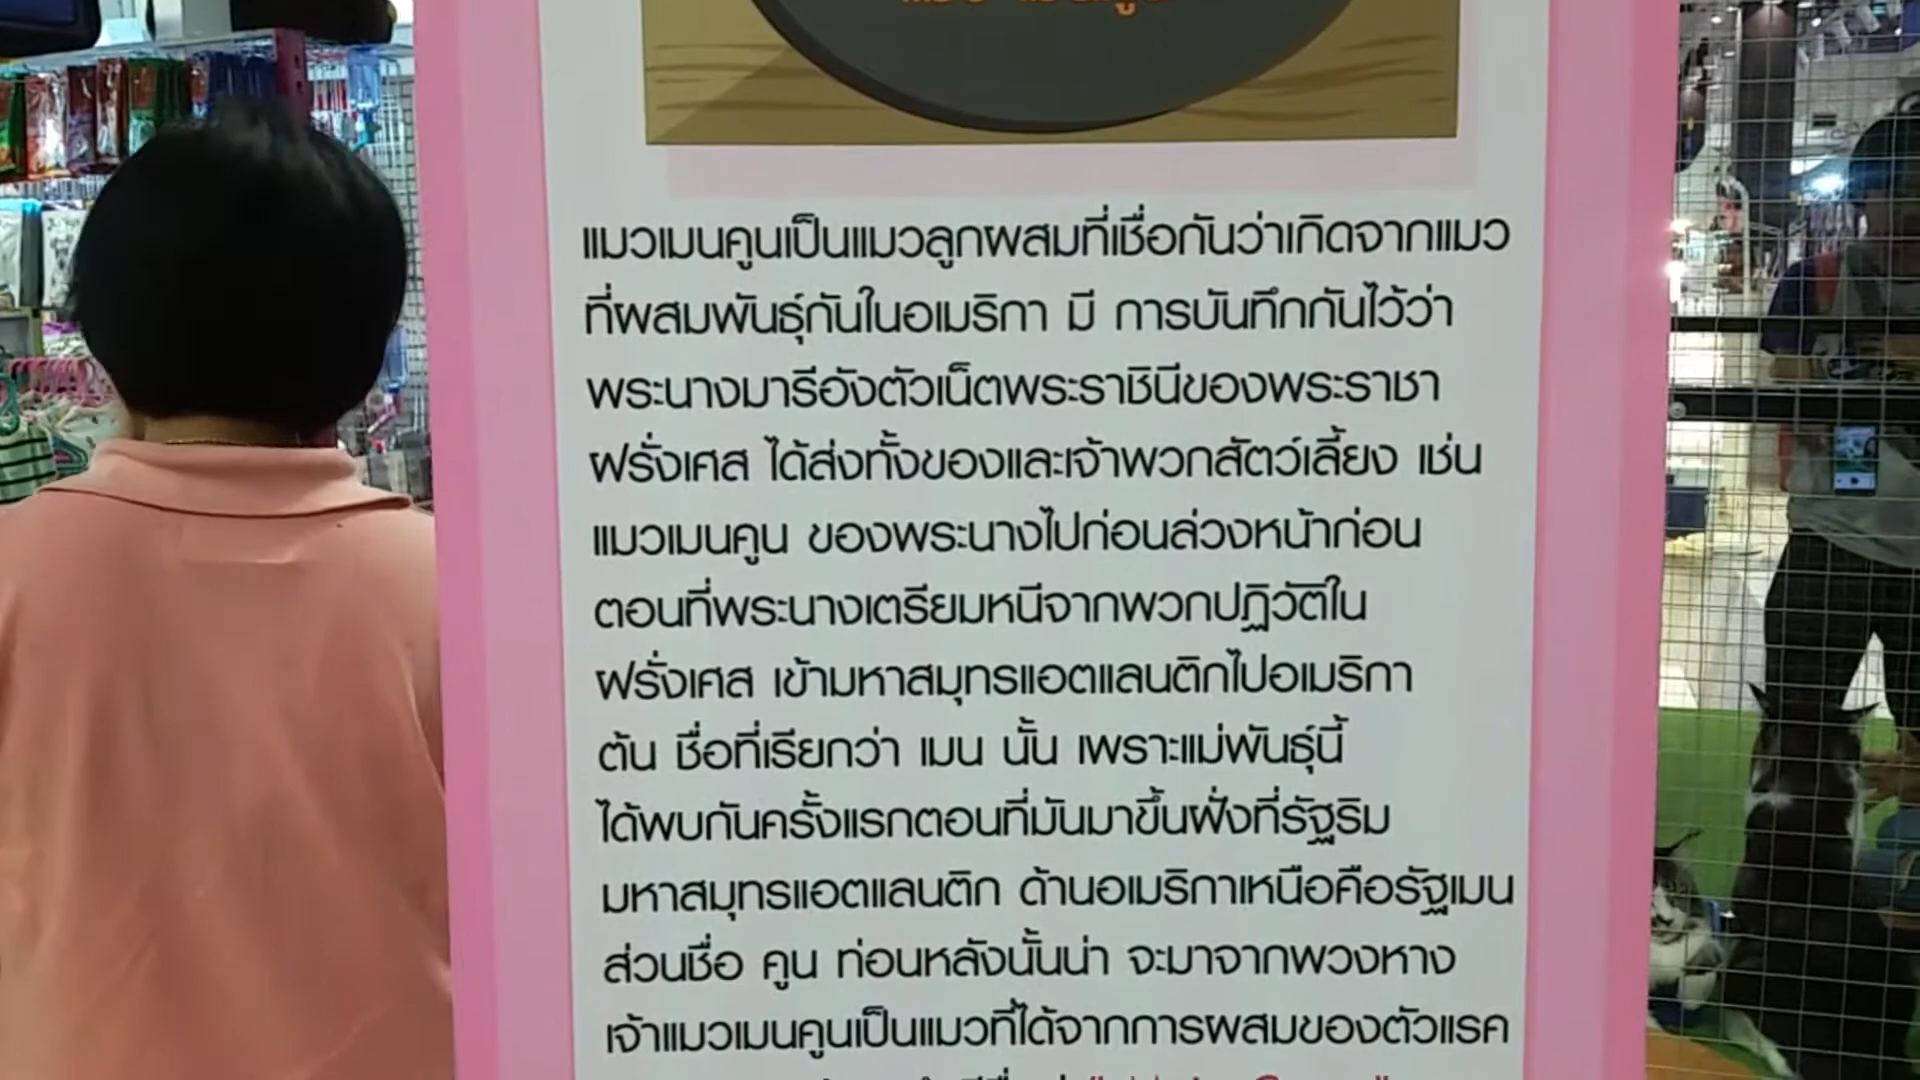 แมวเมนคูนเป็นแมวลูกผสมที่เชื่อกันว่าเกิดจากแมว
ที่ผสมพันธุ์กันในอเมริกา มี การบันทึกกันไว้ว่า
พระนางมารีอังตัวเน็ตพระราชินีของพระราชา
ฝรั่งเศส ได้ส่งทั้งของและเจ้าพวกสัตว์เลี้ยง เช่น
แมวเมนคูน ของพระนางไปก่อนล่วงหน้าก่อน
ตอนที่พระนางเตรียมหนีจากพวกปฏิวัติใน
ฝรั่งเศส เข้ามหาสมุทรแอตแลนติกไปอเมริกา
ต้น ชื่อที่เรียกว่า เมน นั้น เพราะแม่พันธุ์นี้
ได้พบกันครั้งแรกตอนที่มันมาขึ้นฝั่งที่รัฐริม
มหาสมุทรแอตแลนติก ด้านอเมริกาเหนือคือรัฐเมน
ส่วนชื่อ คูน ท่อนหลังนั้นน่า จะมาจากพวงหาง
เจ้าแมวเมนคูนเป็นแมวที่ได้จากการผสมของตัวแรค